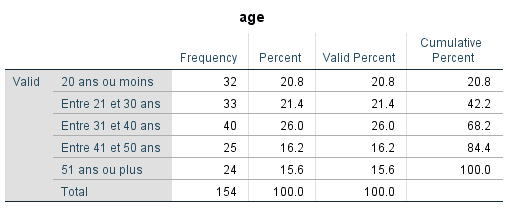 age
Frequency Percent Valid Percent Cumulative Percent
Valid 20 ans ou moins 32 20.8 20.8 20.8
Entre 21 et 30 ans 33 21.4 21.4 42.2
Entre 31 et 40 ans 40 26.0 26.0 68.2
Entre 41 et 50 ans 25 16.2 16.2 84.4
51 ans ou plus 24 15.6 15.6 100.0
Total 154 100.0 100.0